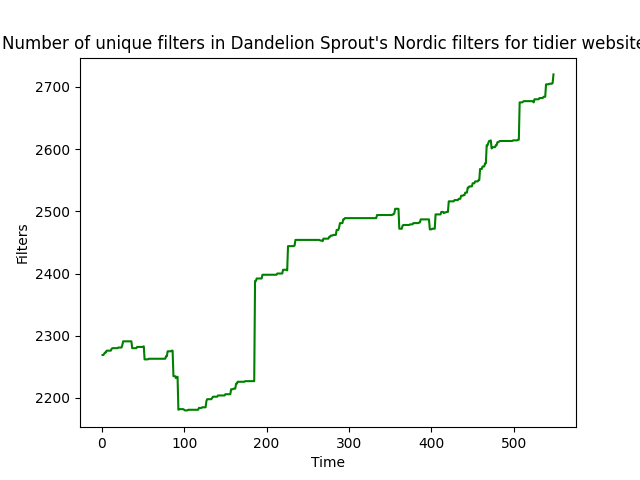 Number of unique filters in Dandelion Sprout's Nordic filters for tidier website
2700
2600
2500
2400
2300
2200
Filters
0 100 200 300 400 500
Time